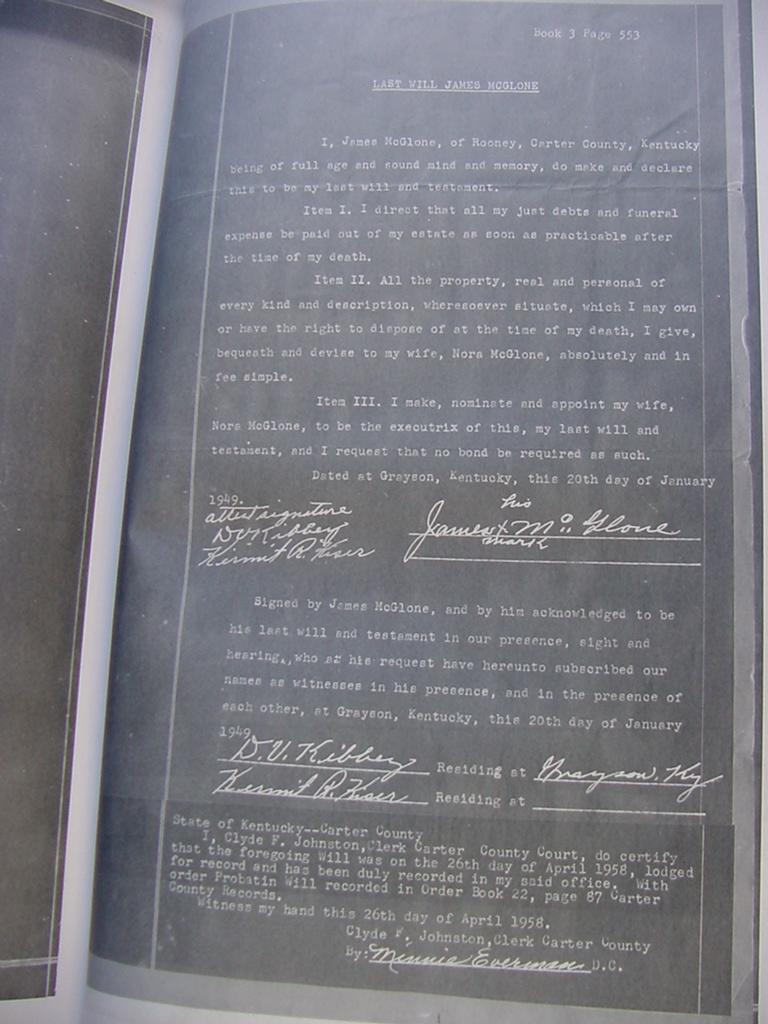 Book 3 Page 553
LAST WILL JAMES MCGLONE
I, James McGlone, of Rooney, Carter County, Kentucky
being of full age and sound mind and memory, do make and declare
this to be my last will and testament.
Item I. I direct that all my just debts and funeral
expense be paid out of my estate as soon as practicable after
the time of my death.
Item II. All the property, real and personal of
every kind and description, wheresoever situate, which I may own
or have the right to dispose of at the time of my death, I give,
bequeath and devise to my wife, Nora McGlone, absolutely and in
fee simple.
Item III. I make, nominate and appoint my wife,
Nora McGlone, to be the executrix of this, my last will and
testament, and I request that no bond be required as such.
Dated at Grayson, Kentucky, this 20th day of January
1949.
attest signature
D.V. Kibbey
Kermit R. Kiser
his
James X McGlone
mark
Signed by James McGlone, and by him acknowledged to be
his last will and testament in our presence, sight and
hearing, who at his request have hereunto subscribed our
names as witnesses in his presence, and in the presence of
each other, at Grayson, Kentucky, this 20th day of January
1949.
D. V. Kibbey Residing at Grayson, Ky
Kermit R. Kiser Residing at
State of Kentucky--Carter County
I, Clyde F. Johnston,Clerk Carter County Court, do certify
that the foregoing Will was on the 26th day of April 1958, lodged
for record and has been duly recorded in my said office. With
order Probatin Will recorded in Order Book 22, page 87 Carter
County Records.
Witness my hand this 26th day of April 1958.
Clyde F. Johnston,Clerk Carter County
By: Minnie Everman D.C.